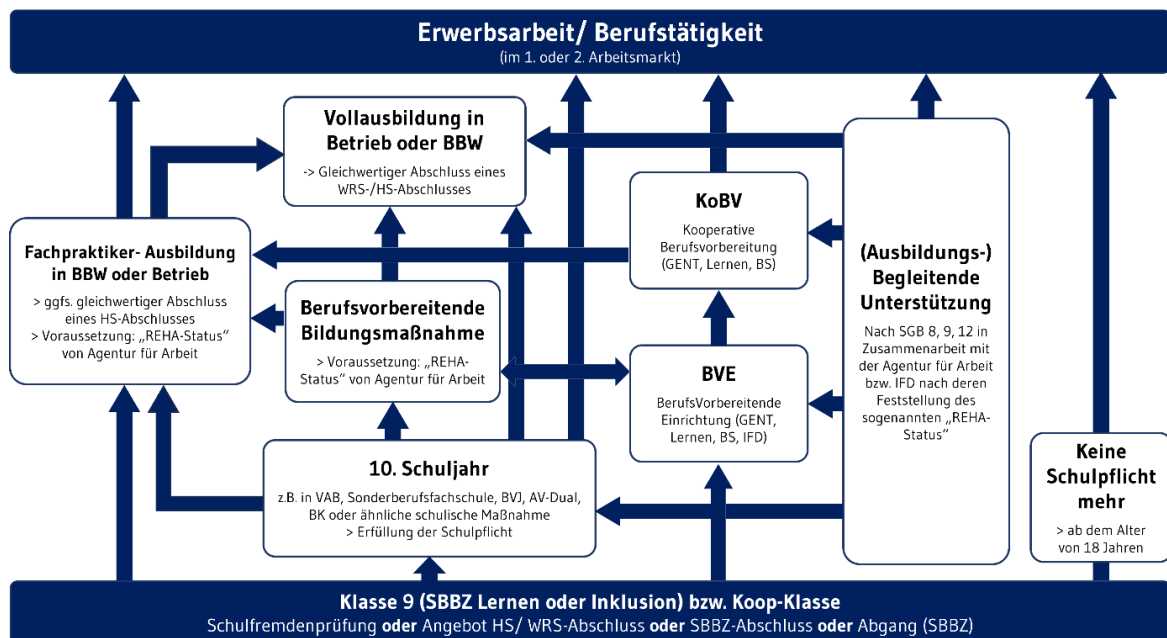 Erwerbsarbeit/ Berufstätigkeit
(im 1. oder 2. Arbeitsmarkt)
Vollausbildung in
Betrieb oder BBW
-> Gleichwertiger Abschluss eines
WRS-/HS-Abschlusses
Fachpraktiker- Ausbildung
in BBW oder Betrieb
> ggfs. gleichwertiger Abschluss
eines HS-Abschlusses
> Voraussetzung: „REHA-Status“
von Agentur für Arbeit
Berufsvorbereitende
Bildungsmaßnahme
> Voraussetzung: „REHA-
Status“ von Agentur für Arbeit
KoBV
Kooperative
Berufsvorbereitung
(GENT, Lernen, BS)
BVE
BerufsVorbereitende
Einrichtung (GENT,
Lernen, BS, IFD)
(Ausbildungs-)
Begleitende
Unterstützung
Nach SGB 8, 9, 12 in
Zusammenarbeit mit
der Agentur für Arbeit
bzw. IFD nach deren
Feststellung des
sogenannten „REHA-
Status“
Keine
Schulpflicht
mehr
> ab dem Alter
von 18 Jahren
10. Schuljahr
z.B. in VAB, Sonderberufsfachschule, BVJ, AV-Dual,
BK oder ähnliche schulische Maßnahme
> Erfüllung der Schulpflicht
Klasse 9 (SBBZ Lernen oder Inklusion) bzw. Koop-Klasse
Schulfremdenprüfung oder Angebot HS/ WRS-Abschluss oder SBBZ-Abschluss oder Abgang (SBBZ)